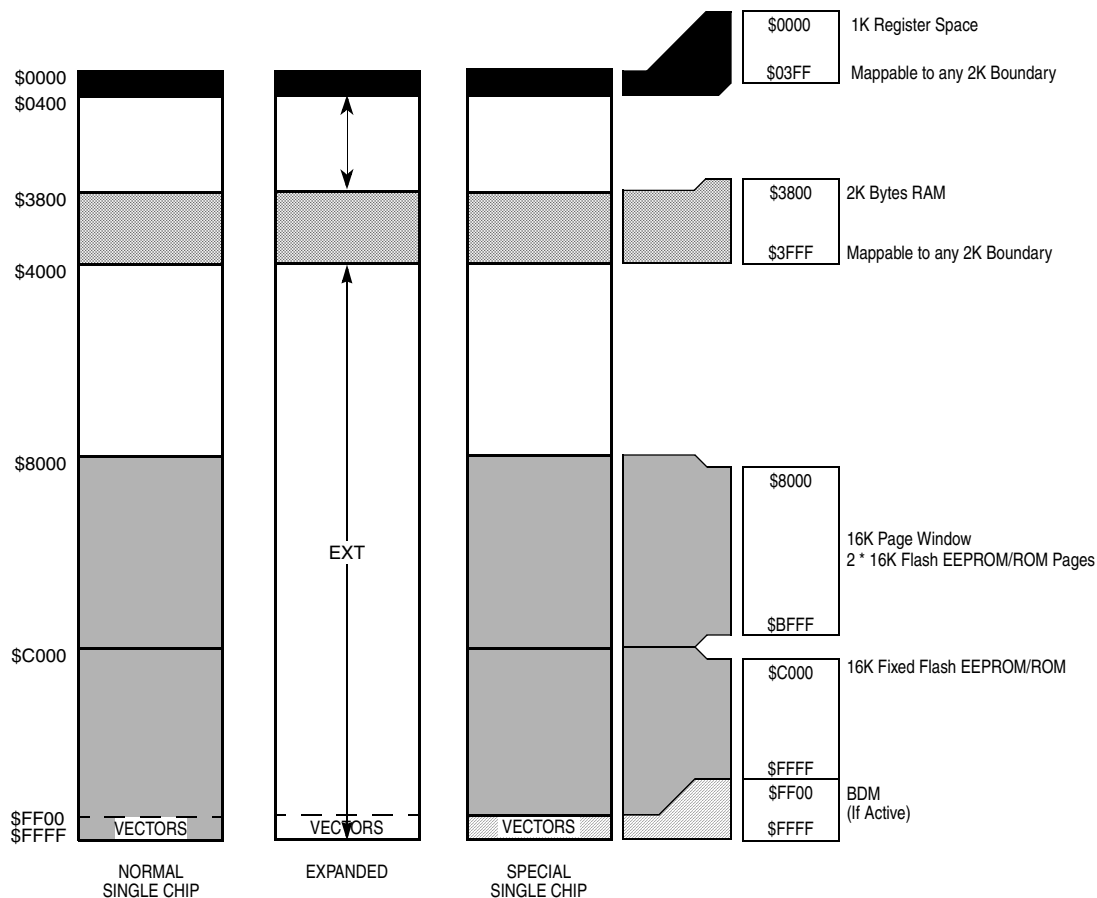 $0000
$0400
$3800
$4000
$8000
$C000
$FF00
$FFFF
VECTORS
NORMAL
SINGLE CHIP
EXT
VECTORS
EXPANDED
VECTORS
SPECIAL
SINGLE CHIP
$0000
1K Register Space
$03FF
Mappable to any 2K Boundary
$3800
2K Bytes RAM
$3FFF
Mappable to any 2K Boundary
$8000
16K Page Window
2 * 16K Flash EEPROM/ROM Pages
$BFFF
$C000
16K Fixed Flash EEPROM/ROM
$FFFF
$FF00
BDM
(If Active)
$FFFF